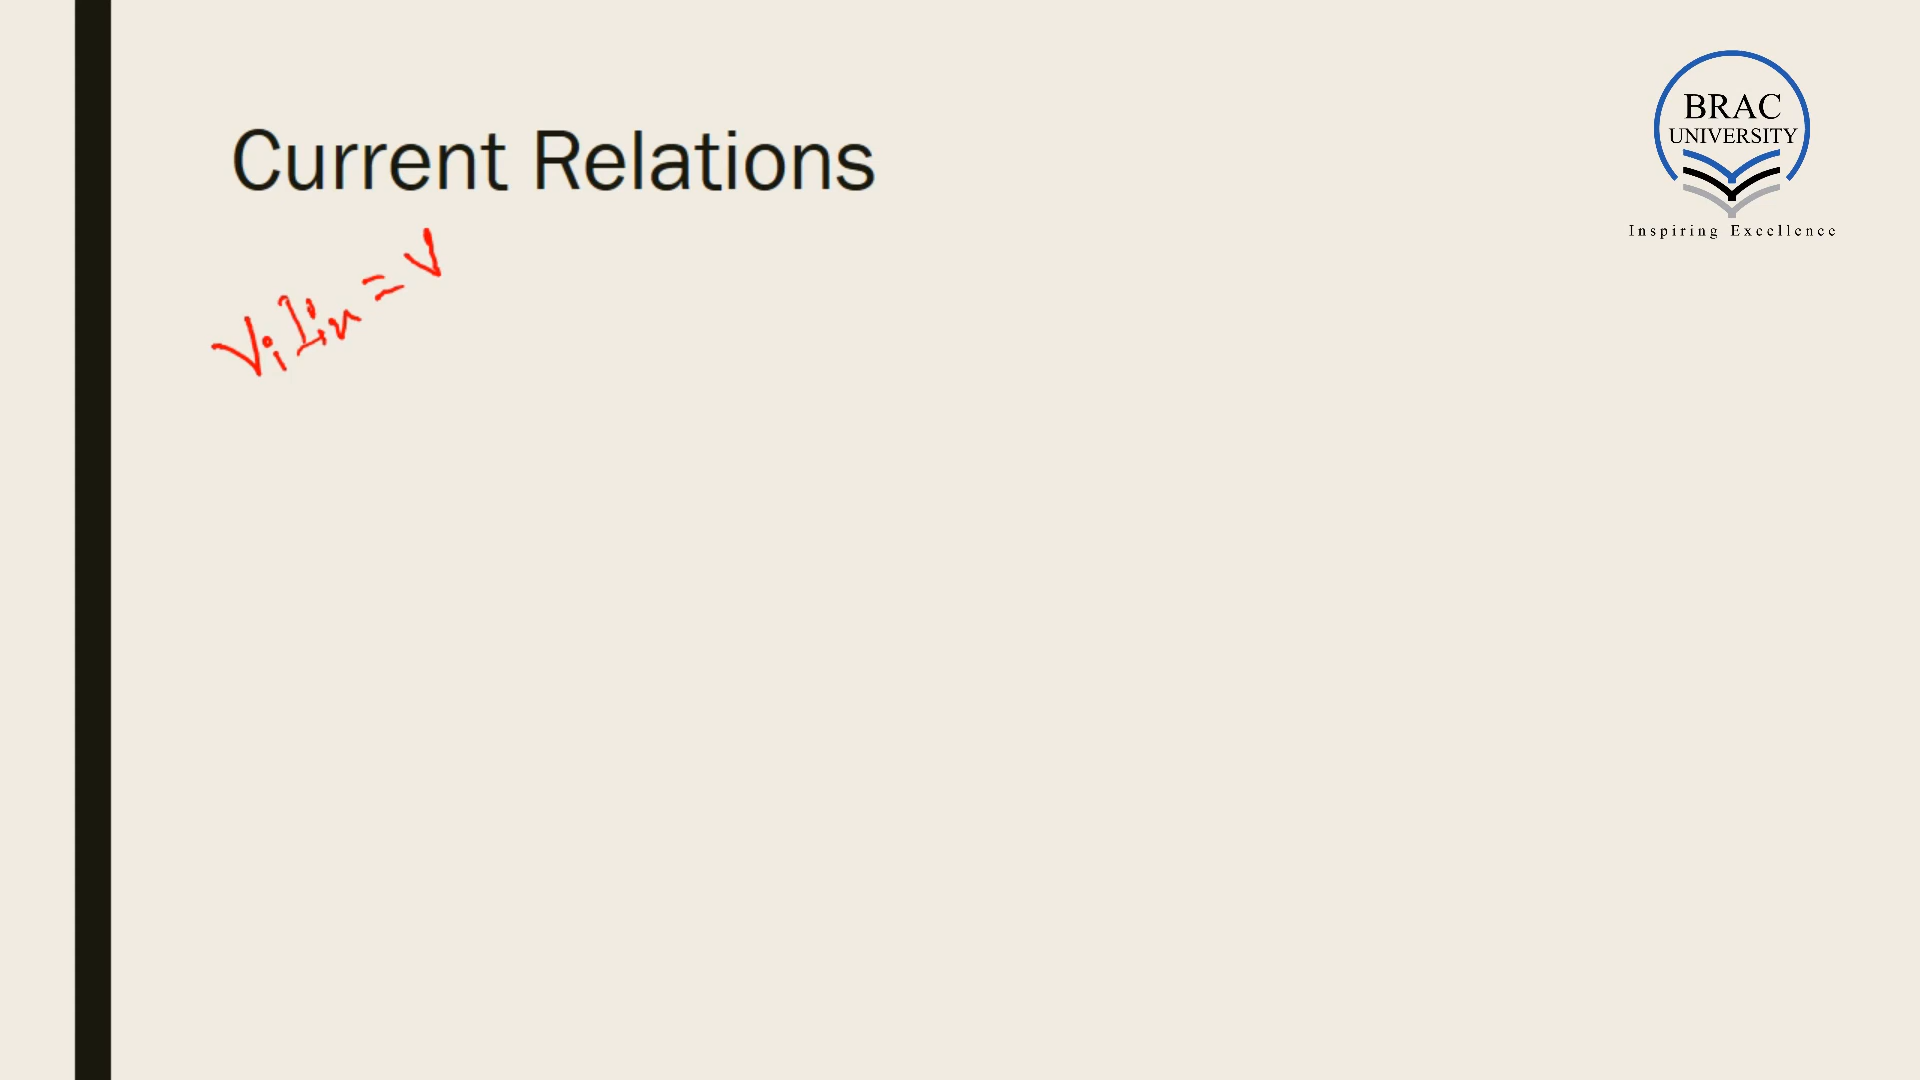 Current Relations
BRAC
UNIVERSITY
Inspiring Excellence
Vi Iin = V